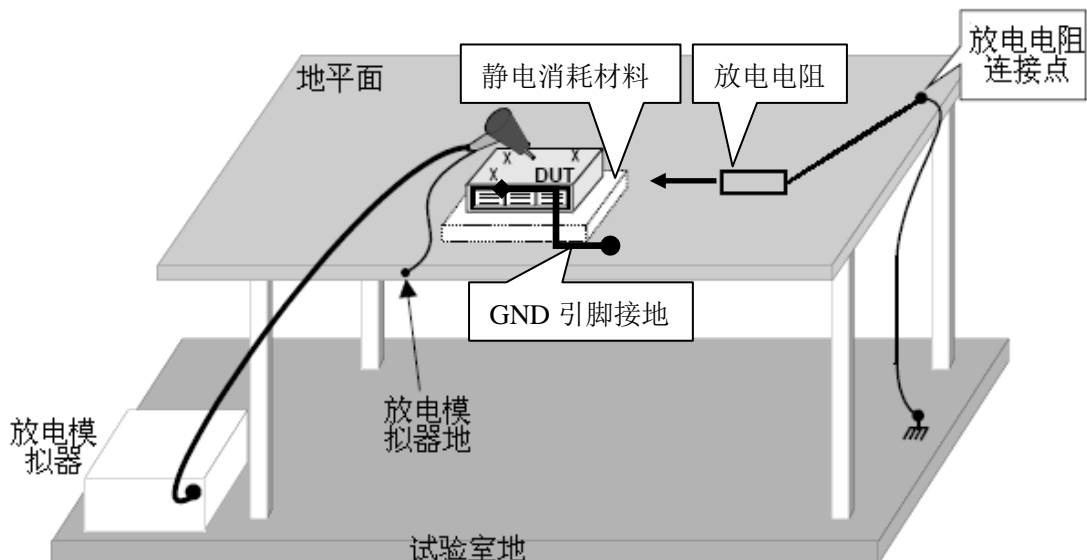 放电电阻
连接点
地平面
静电消耗材料
放电电阻
X
X
X
DUT
GND 引脚接地
放电模
拟器地
放电模
拟器
试验室地